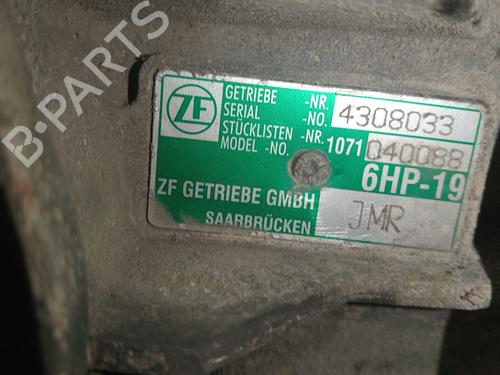 B-PARTS
ZF
GETRIEBE -NR.
SERIAL -NO. 4308033
STÜCKLISTEN -NR.
MODEL -NO. 1071 040088
6HP-19
ZF GETRIEBE GMBH
SAARBRÜCKEN JMR